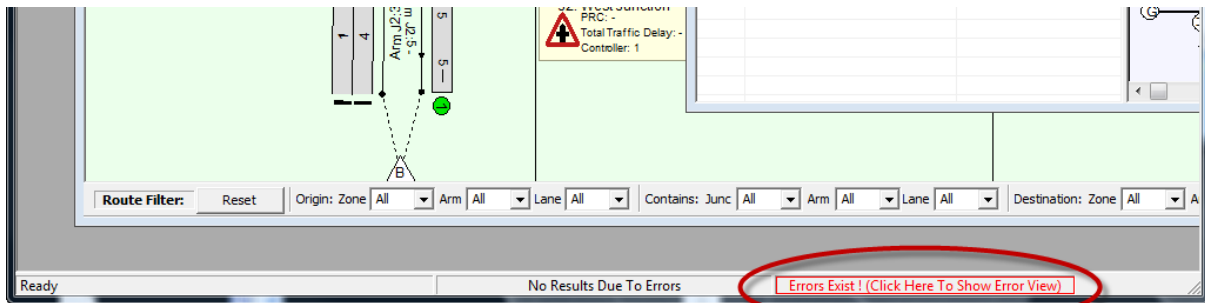 1
4
Arm J2:3
m J2:5 -
5
5
1
B
J2: West Junction
PRC: -
Total Traffic Delay: -
Controller: 1
G
Route Filter: Reset Origin: Zone All Arm All Lane All Contains: Junc All Arm All Lane All Destination: Zone All A
Ready No Results Due To Errors Errors Exist ! (Click Here To Show Error View)